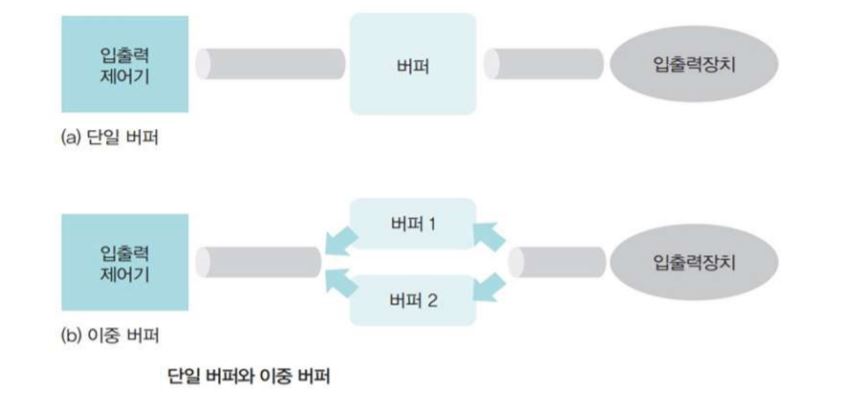 입출력
제어기
버퍼
입출력장치
(a) 단일 버퍼
버퍼 1
입출력
제어기
입출력장치
버퍼 2
(b) 이중 버퍼
단일 버퍼와 이중 버퍼